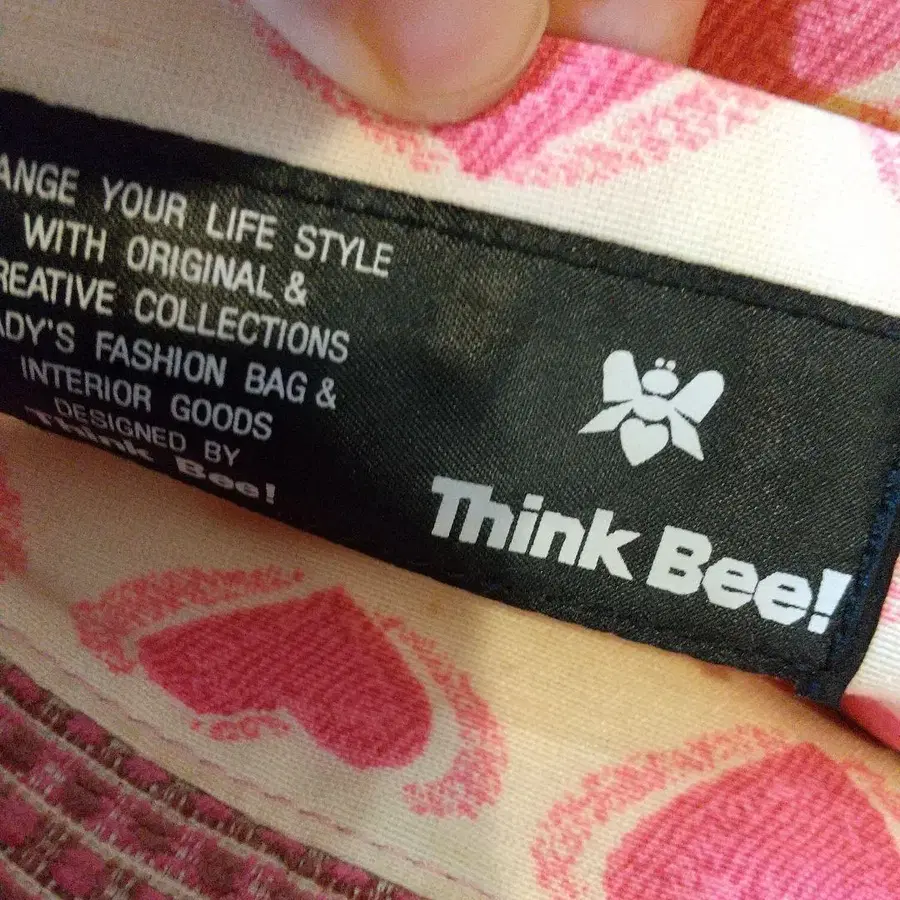 ANGE YOUR LIFE STYLE
WITH ORIGINAL &
REATIVE COLLECTIONS
ADY'S FASHION BAG &
INTERIOR GOODS
DESIGNED BY
Think Bee!
Think Bee!